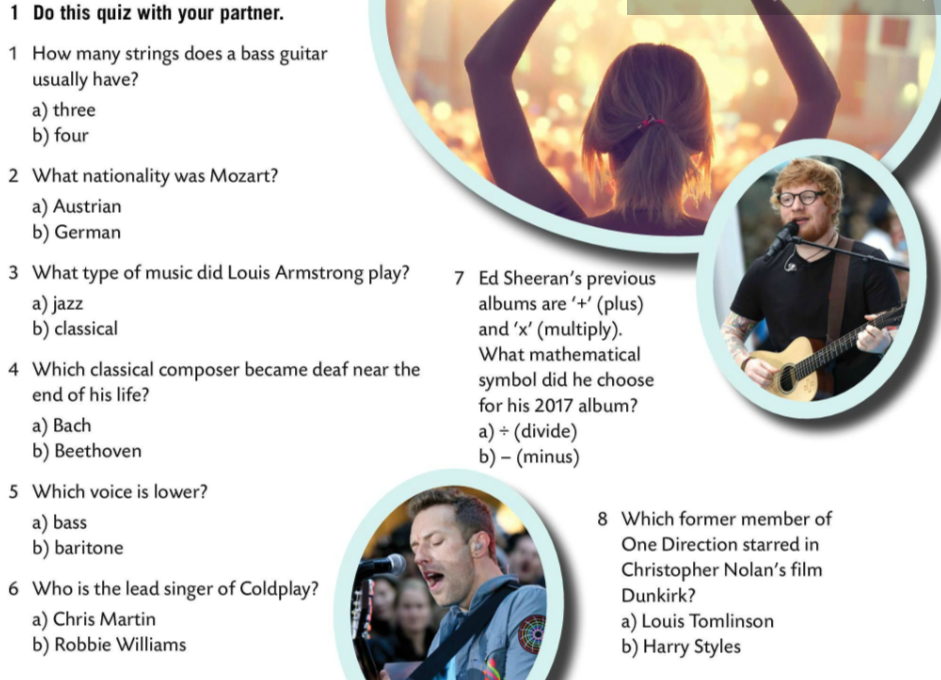 1 Do this quiz with your partner.
1 How many strings does a bass guitar
usually have?
a) three
b) four
2 What nationality was Mozart?
a) Austrian
b) German
3 What type of music did Louis Armstrong play?
a) jazz
b) classical
4 Which classical composer became deaf near the
end of his life?
a) Bach
b) Beethoven
5 Which voice is lower?
a) bass
b) baritone
6 Who is the lead singer of Coldplay?
a) Chris Martin
b) Robbie Williams
7 Ed Sheeran's previous
albums are '+' (plus)
and 'x' (multiply).
What mathematical
symbol did he choose
for his 2017 album?
a) ÷ (divide)
b) – (minus)
8 Which former member of
One Direction starred in
Christopher Nolan's film
Dunkirk?
a) Louis Tomlinson
b) Harry Styles